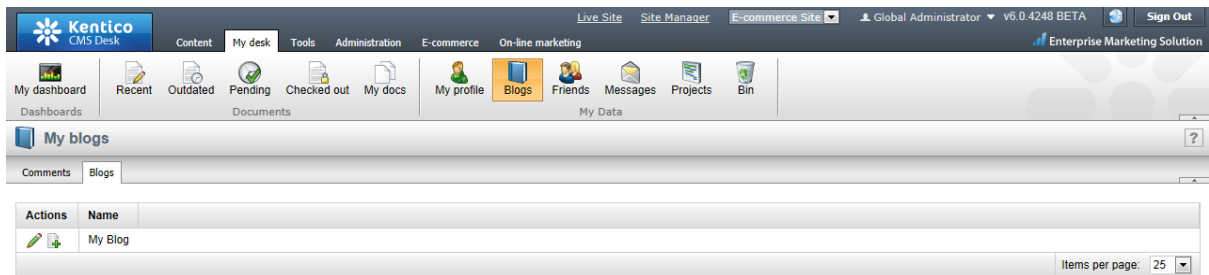 Live Site Site Manager E-commerce Site Global Administrator v6.0.4248 BETA Sign Out
Kentico
CMS Desk
Content My desk Tools Administration E-commerce On-line marketing Enterprise Marketing Solution
My dashboard Recent Outdated Pending Checked out My docs My profile Blogs Friends Messages Projects Bin
Dashboards Documents My Data
My blogs ?
Comments Blogs
Actions Name
My Blog
Items per page: 25